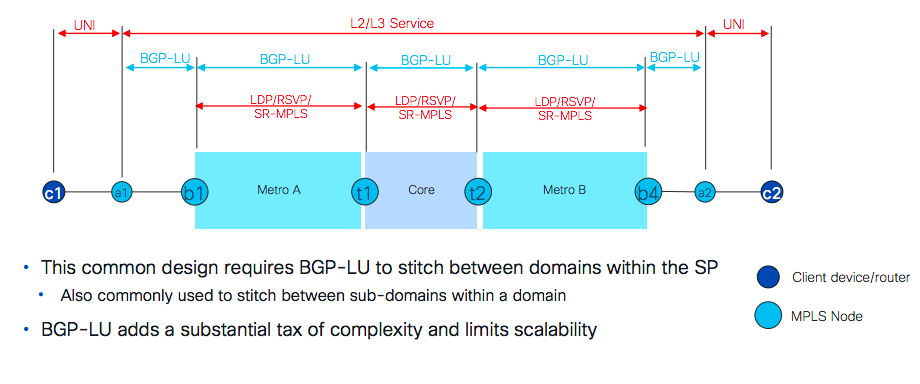 UNI
L2/L3 Service
UNI
BGP-LU
BGP-LU
BGP-LU
BGP-LU
BGP-LU
LDP/RSVP/
SR-MPLS
LDP/RSVP/
SR-MPLS
LDP/RSVP/
SR-MPLS
c1
a1
b1
Metro A
t1
Core
t2
Metro B
b4
a2
c2
• This common design requires BGP-LU to stitch between domains within the SP
• Also commonly used to stitch between sub-domains within a domain
• BGP-LU adds a substantial tax of complexity and limits scalability
Client device/router
MPLS Node